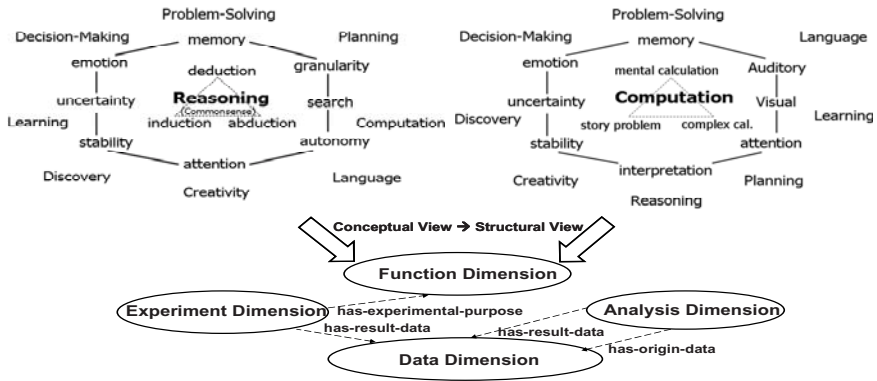 Problem-Solving
Decision-Making
memory
Planning
emotion
granularity
deduction
uncertainty
Reasoning
(Commonsense)
search
Learning
induction
abduction
Computation
stability
autonomy
attention
Discovery
Creativity
Language
Problem-Solving
Decision-Making
memory
Language
emotion
mental calculation
Auditory
uncertainty
Computation
Visual
Discovery
story problem
complex cal.
Learning
stability
attention
interpretation
Creativity
Planning
Reasoning
Conceptual View → Structural View
Function Dimension
Experiment Dimension
has-experimental-purpose
Analysis Dimension
has-result-data
has-result-data
has-origin-data
Data Dimension